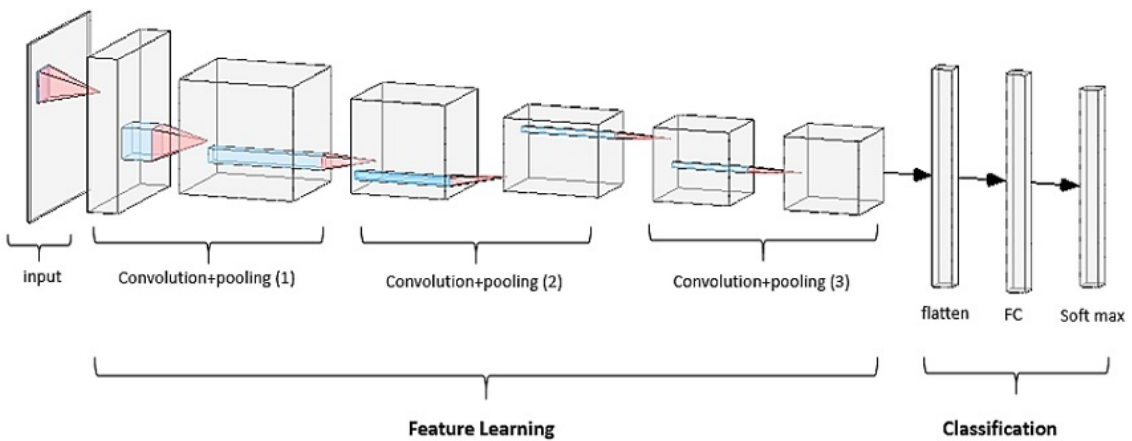 input
Convolution+pooling (1)
Convolution+pooling (2)
Convolution+pooling (3)
flatten
FC
Soft max
Feature Learning
Classification